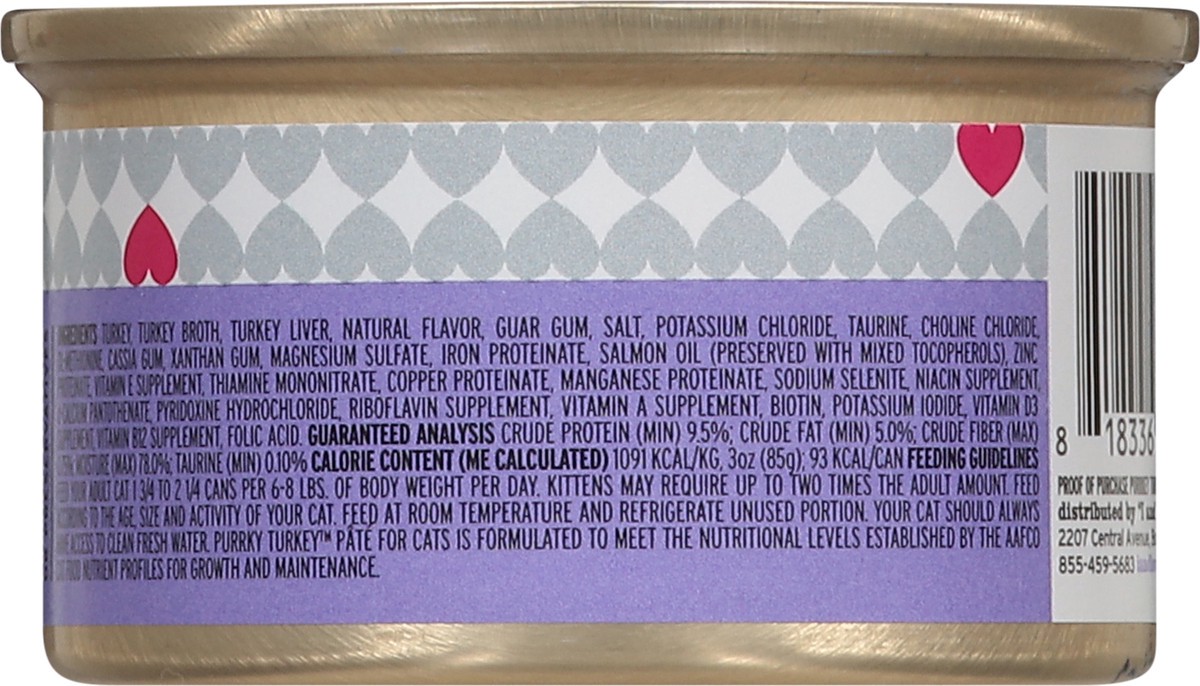 INGREDIENTS TURKEY, TURKEY BROTH, TURKEY LIVER, NATURAL FLAVOR, GUAR GUM, SALT, POTASSIUM CHLORIDE, TAURINE, CHOLINE CHLORIDE,
CASSIA GUM, XANTHAN GUM, MAGNESIUM SULFATE, IRON PROTEINATE, SALMON OIL (PRESERVED WITH MIXED TOCOPHEROLS), ZINC
PROTEINATE, VITAMIN E SUPPLEMENT, THIAMINE MONONITRATE, COPPER PROTEINATE, MANGANESE PROTEINATE, SODIUM SELENITE, NIACIN SUPPLEMENT,
D-CALCIUM PANTOTHENATE, PYRIDOXINE HYDROCHLORIDE, RIBOFLAVIN SUPPLEMENT, VITAMIN A SUPPLEMENT, BIOTIN, POTASSIUM IODIDE, VITAMIN D3
SUPPLEMENT, VITAMIN B12 SUPPLEMENT, FOLIC ACID. GUARANTEED ANALYSIS CRUDE PROTEIN (MIN) 9.5%; CRUDE FAT (MIN) 5.0%; CRUDE FIBER (MAX)
MOISTURE (MAX) 78.0%; TAURINE (MIN) 0.10% CALORIE CONTENT (ME CALCULATED) 1091 KCAL/KG, 3oz (85g); 93 KCAL/CAN FEEDING GUIDELINES
FEED YOUR ADULT CAT 1 3/4 TO 2 1/4 CANS PER 6-8 LBS. OF BODY WEIGHT PER DAY. KITTENS MAY REQUIRE UP TO TWO TIMES THE ADULT AMOUNT. FEED
ACCORDING TO THE AGE, SIZE AND ACTIVITY OF YOUR CAT. FEED AT ROOM TEMPERATURE AND REFRIGERATE UNUSED PORTION. YOUR CAT SHOULD ALWAYS
HAVE ACCESS TO CLEAN FRESH WATER. PURRKY TURKEY™ PÂTÉ FOR CATS IS FORMULATED TO MEET THE NUTRITIONAL LEVELS ESTABLISHED BY THE AAFCO
CAT FOOD NUTRIENT PROFILES FOR GROWTH AND MAINTENANCE.
8 18336
PROOF OF PURCHASE PURRKY
distributed by "I and
2207 Central Avenue,
855-459-5683